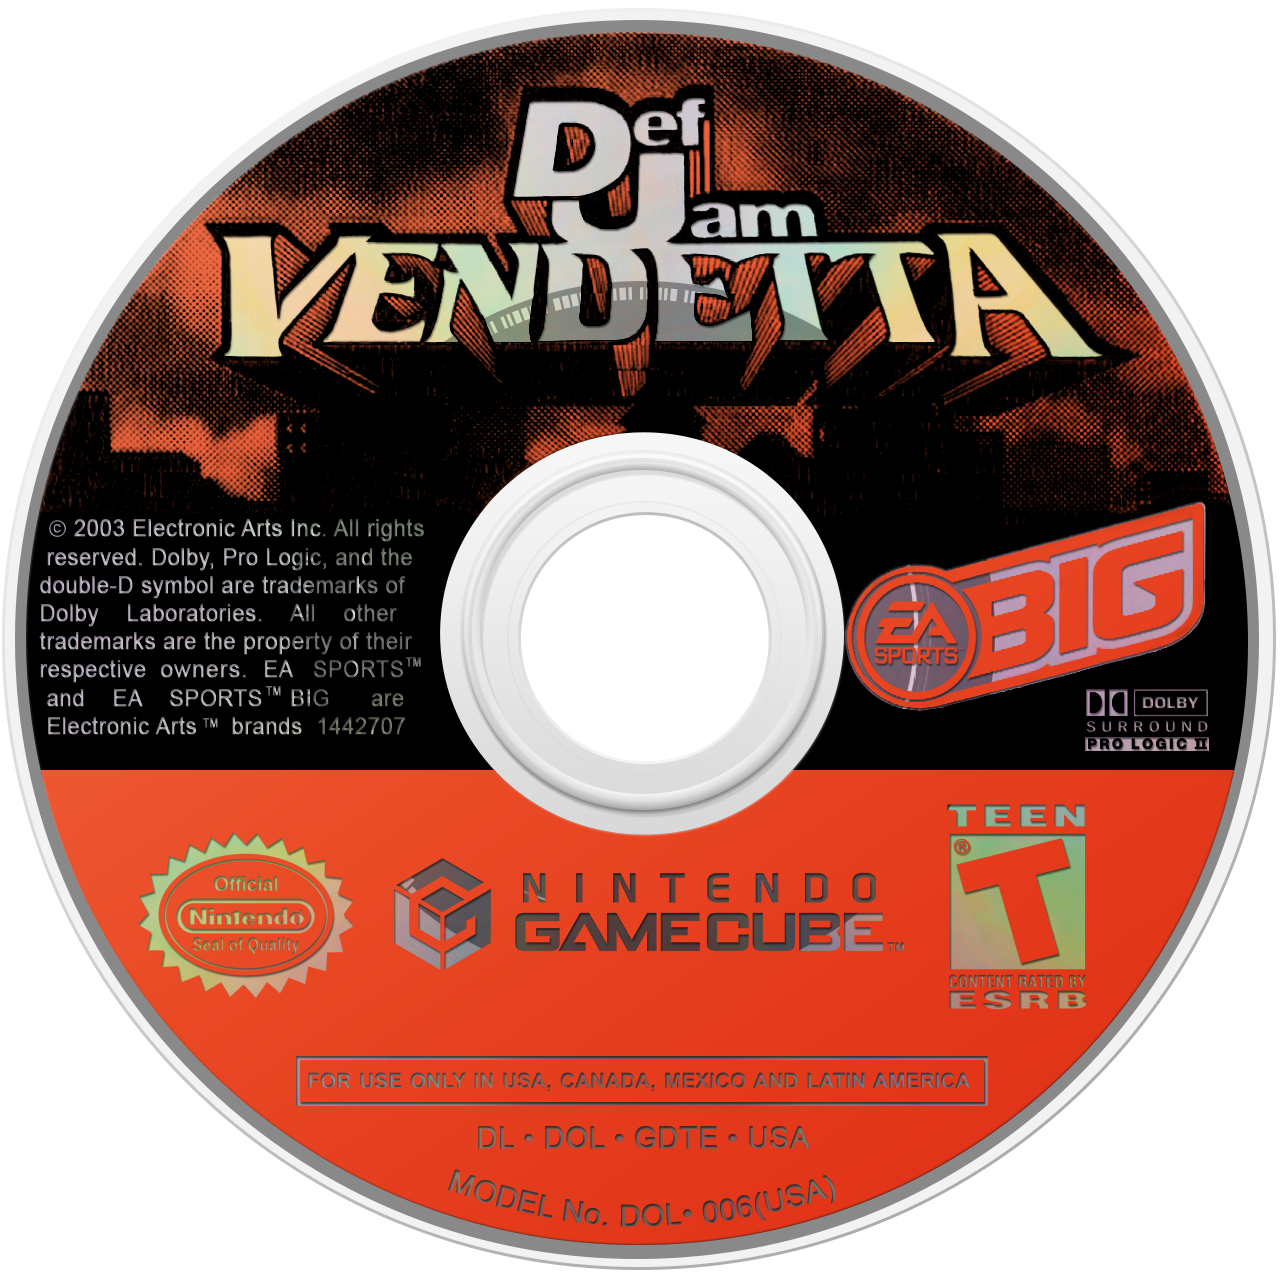 Def
Jam
VENDETTA
© 2003 Electronic Arts Inc. All rights
reserved. Dolby, Pro Logic, and the
double-D symbol are trademarks of
Dolby Laboratories. All other
trademarks are the property of their
respective owners. EA SPORTS™
and EA SPORTS™ BIG are
Electronic Arts™ brands 1442707
EA
SPORTS
BIG
DOLBY
SURROUND
PRO LOGIC II
Official
Nintendo
Seal of Quality
NINTENDO
GAMECUBE™
TEEN
T®
CONTENT RATED BY
ESRB
FOR USE ONLY IN USA, CANADA, MEXICO AND LATIN AMERICA
DL • DOL • GDTE • USA
MODEL No. DOL• 006(USA)